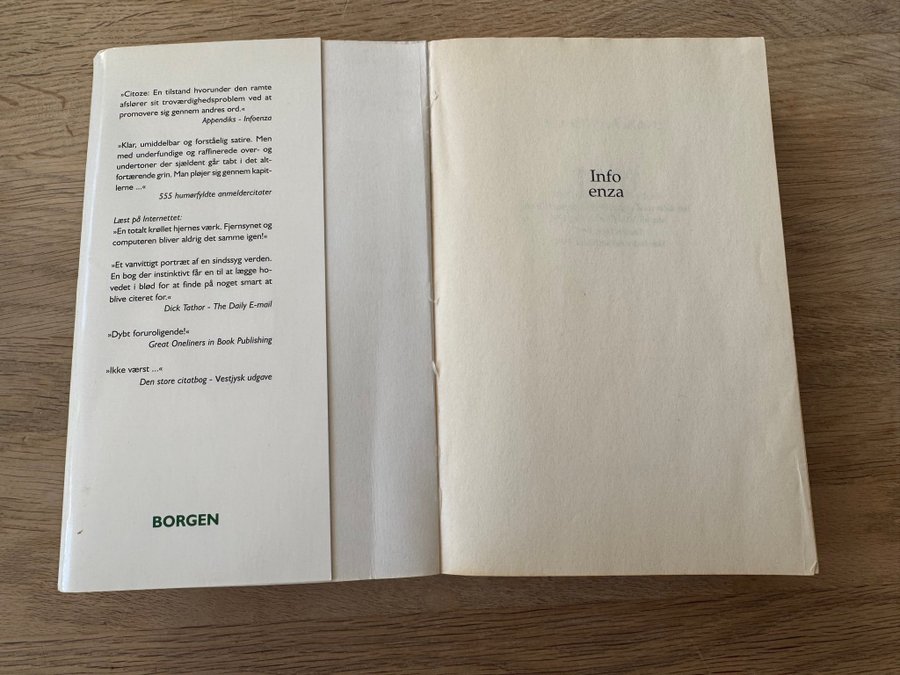 »Citoze: En tilstand hvorunder den ramte
afslører sit troværdighedsproblem ved at
promovere sig gennem andres ord.«
Appendiks - Infoenza
»Klar, umiddelbar og forståelig satire. Men
med underfundige og raffinerede over- og
undertoner der sjældent går tabt i det alt-
fortærende grin. Man pløjer sig gennem kapit-
lerne ...«
555 humørfyldte anmeldercitater
Læst på Internettet:
»En totalt krøllet hjernes værk. Fjernsynet og
computeren bliver aldrig det samme igen!«
»Et vanvittigt portræt af en sindssyg verden.
En bog der instinktivt får en til at lægge ho-
vedet i blød for at finde på noget smart at
blive citeret for.«
Dick Tathor - The Daily E-mail
»Dybt foruroligende!«
Great Oneliners in Book Publishing
»Ikke værst ...«
Den store citatbog - Vestjysk udgave
BORGEN
Info
enza